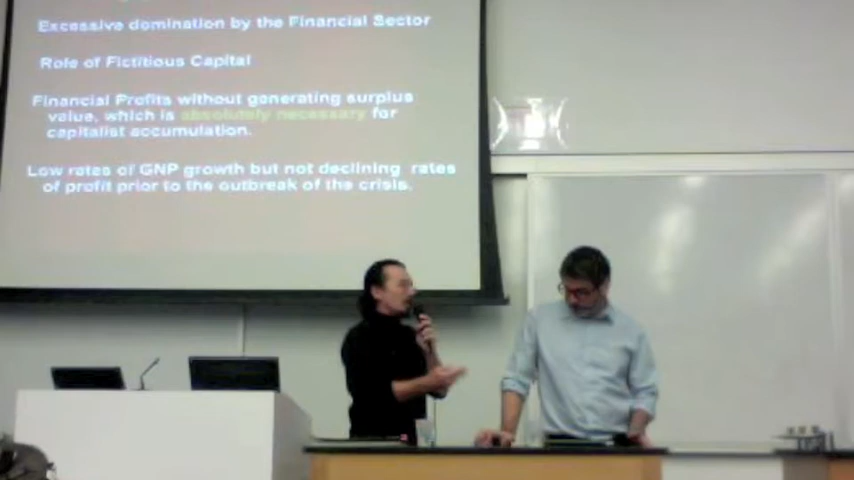 Excessive domination by the Financial Sector
Role of Fictitious Capital
Financial Profits without generating surplus
value, which is absolutely necessary for
capitalist accumulation.
Low rates of GNP growth but not declining rates
of profit prior to the outbreak of the crisis.